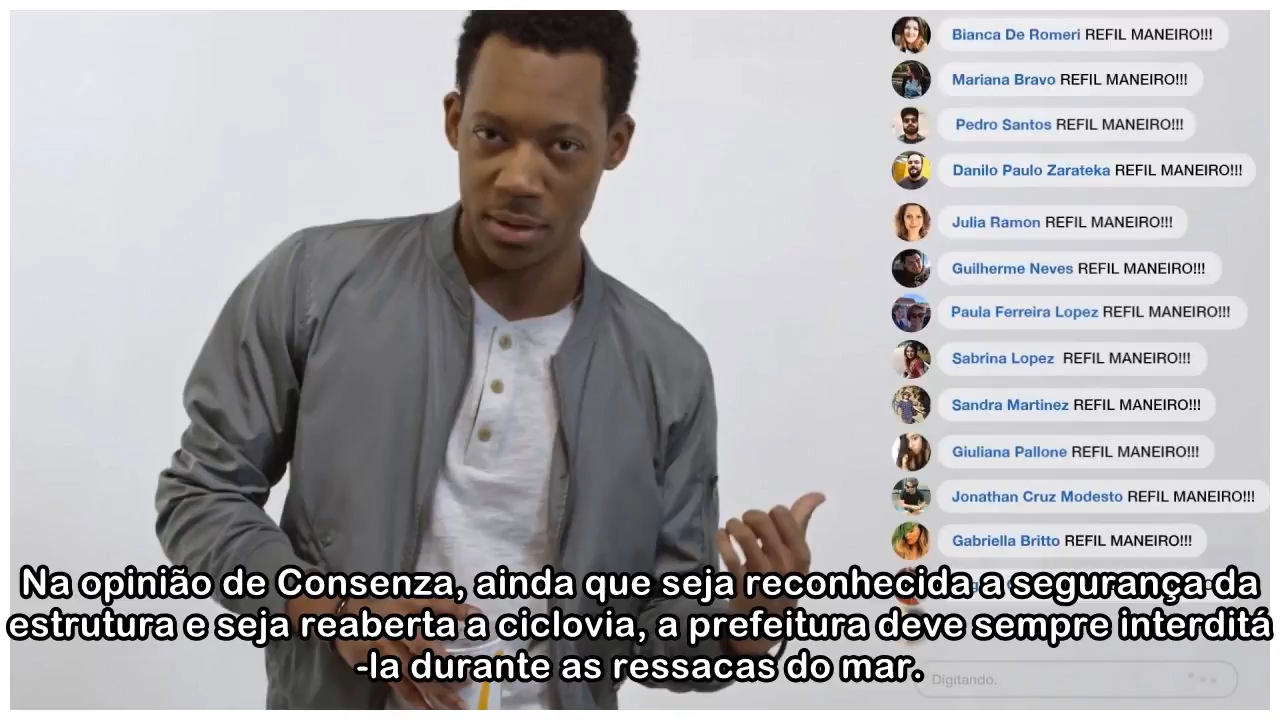 Bianca De Romeri REFIL MANEIRO!!!
Mariana Bravo REFIL MANEIRO!!!
Pedro Santos REFIL MANEIRO!!!
Danilo Paulo Zarateka REFIL MANEIRO!!!
Julia Ramon REFIL MANEIRO!!!
Guilherme Neves REFIL MANEIRO!!!
Paula Ferreira Lopez REFIL MANEIRO!!!
Sabrina Lopez REFIL MANEIRO!!!
Sandra Martinez REFIL MANEIRO!!!
Giuliana Pallone REFIL MANEIRO!!!
Jonathan Cruz Modesto REFIL MANEIRO!!!
Gabriella Britto REFIL MANEIRO!!!
Na opinião de Consenza, ainda que seja reconhecida a segurança da
estrutura e seja reaberta a ciclovia, a prefeitura deve sempre interditá
-la durante as ressacas do mar.
Digitando.